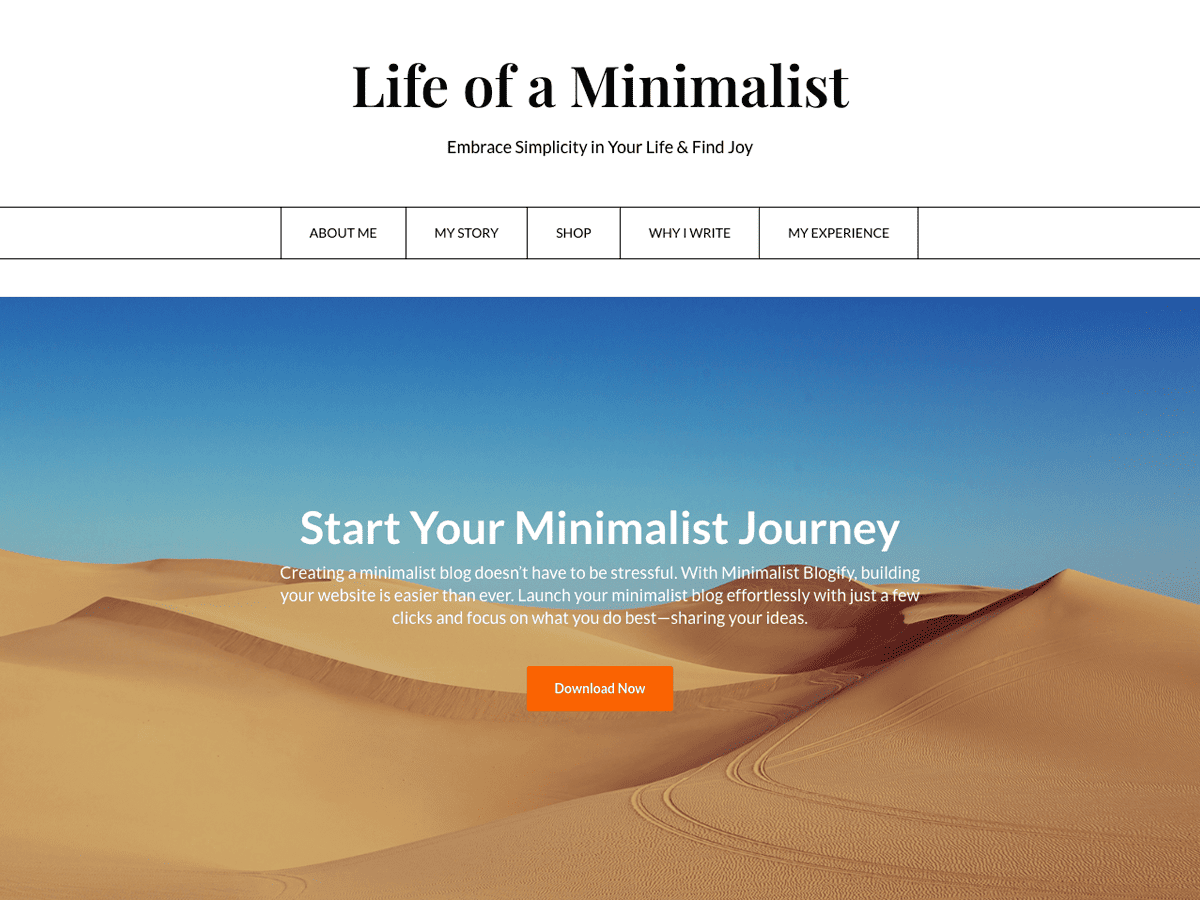 Life of a Minimalist
Embrace Simplicity in Your Life & Find Joy
ABOUT ME
MY STORY
SHOP
WHY I WRITE
MY EXPERIENCE
Start Your Minimalist Journey
Creating a minimalist blog doesn’t have to be stressful. With Minimalist Blogify, building
your website is easier than ever. Launch your minimalist blog effortlessly with just a few
clicks and focus on what you do best—sharing your ideas.
Download Now